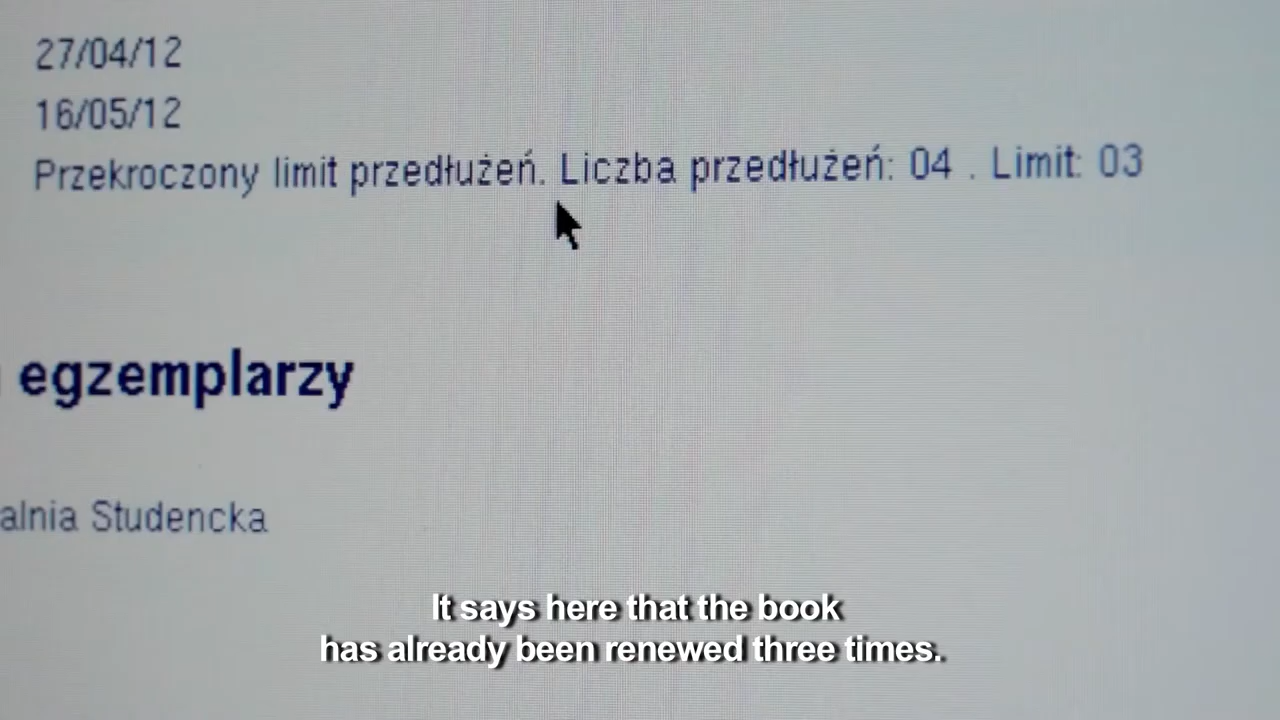 27/04/12
16/05/12
Przekroczony limit przedłużeń. Liczba przedłużeń: 04 . Limit: 03
egzemplarzy
alnia Studencka
It says here that the book
has already been renewed three times.